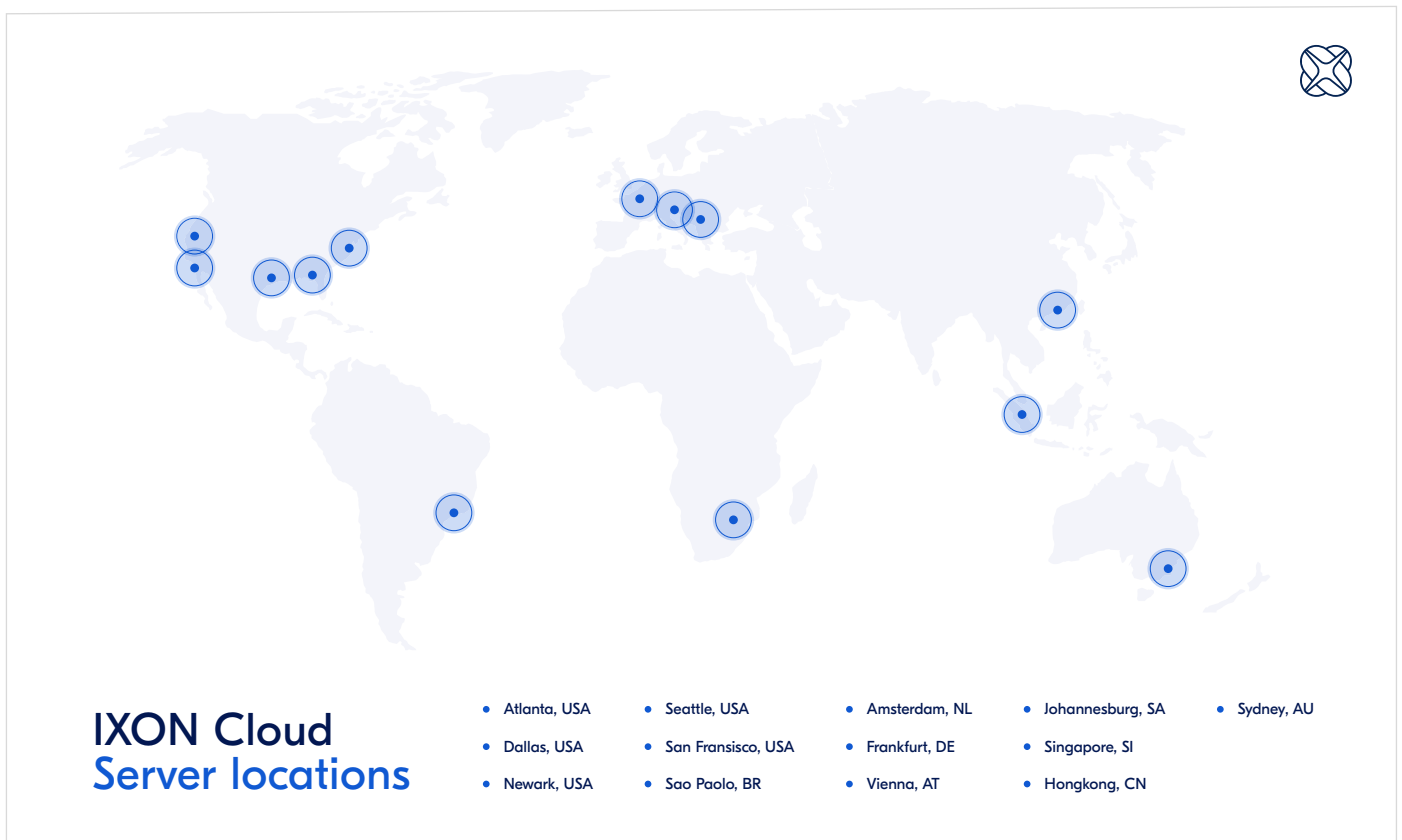 IXON Cloud
Server locations
Atlanta, USA
Dallas, USA
Newark, USA
Seattle, USA
San Fransisco, USA
Sao Paolo, BR
Amsterdam, NL
Frankfurt, DE
Vienna, AT
Johannesburg, SA
Singapore, SI
Hongkong, CN
Sydney, AU